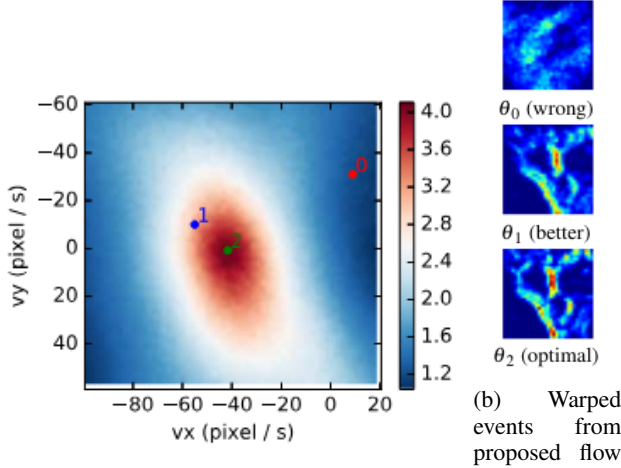 −60
−40
−20
0
20
40
vy (pixel / s)
0
1
2
−80 −60 −40 −20 0 20
vx (pixel / s)
4.0
3.6
3.2
2.8
2.4
2.0
1.6
1.2
θ0 (wrong)
θ1 (better)
θ2 (optimal)
(b) Warped
events from
proposed flow